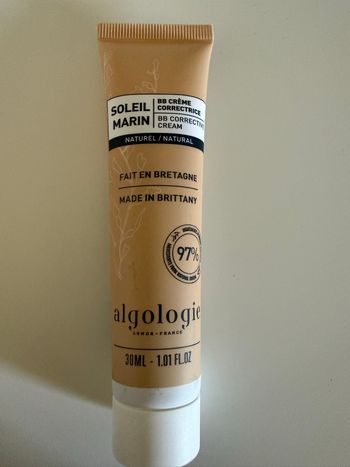 SOLEIL
MARIN
BB CRÈME
CORRECTRICE
BB CORRECTIVE
CREAM
NATUREL / NATURAL
FAIT EN BRETAGNE
MADE IN BRITTANY
97%
algologie
ARMOR - FRANCE
30ML - 1.01 FL.OZ